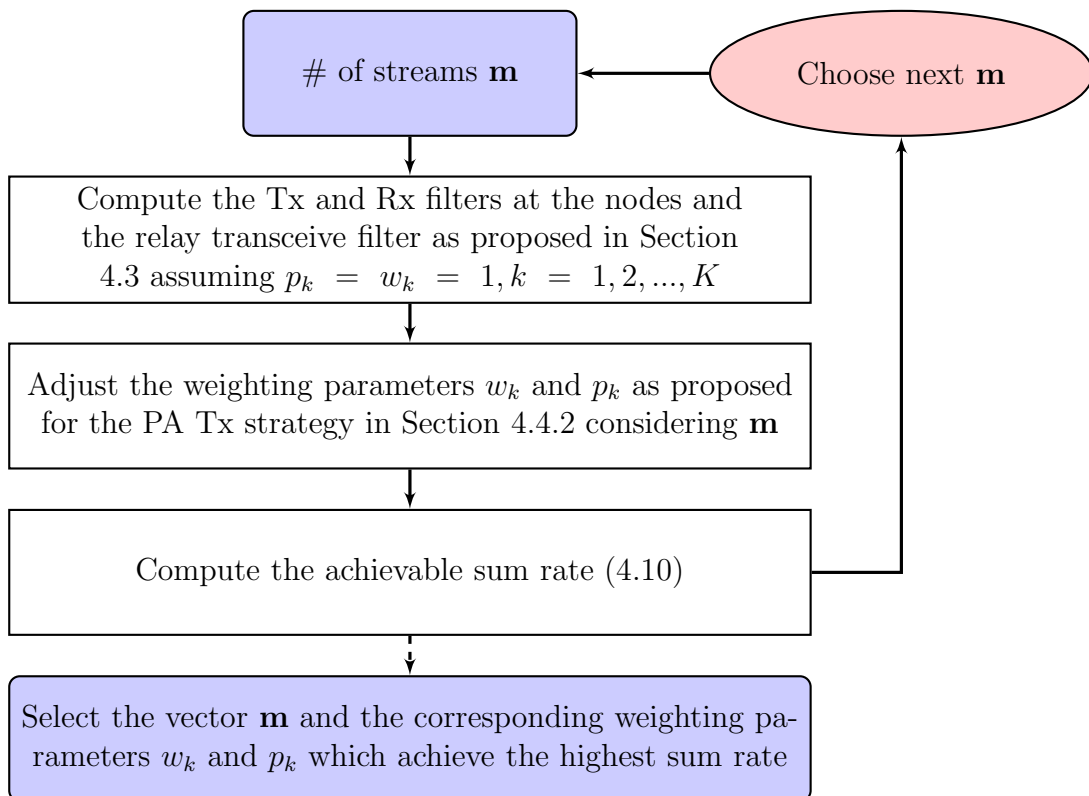 # of streams m
Choose next m
Compute the Tx and Rx filters at the nodes and
the relay transceive filter as proposed in Section
4.3 assuming p_k = w_k = 1, k = 1, 2, ..., K
Adjust the weighting parameters w_k and p_k as proposed
for the PA Tx strategy in Section 4.4.2 considering m
Compute the achievable sum rate (4.10)
Select the vector m and the corresponding weighting pa-
rameters w_k and p_k which achieve the highest sum rate